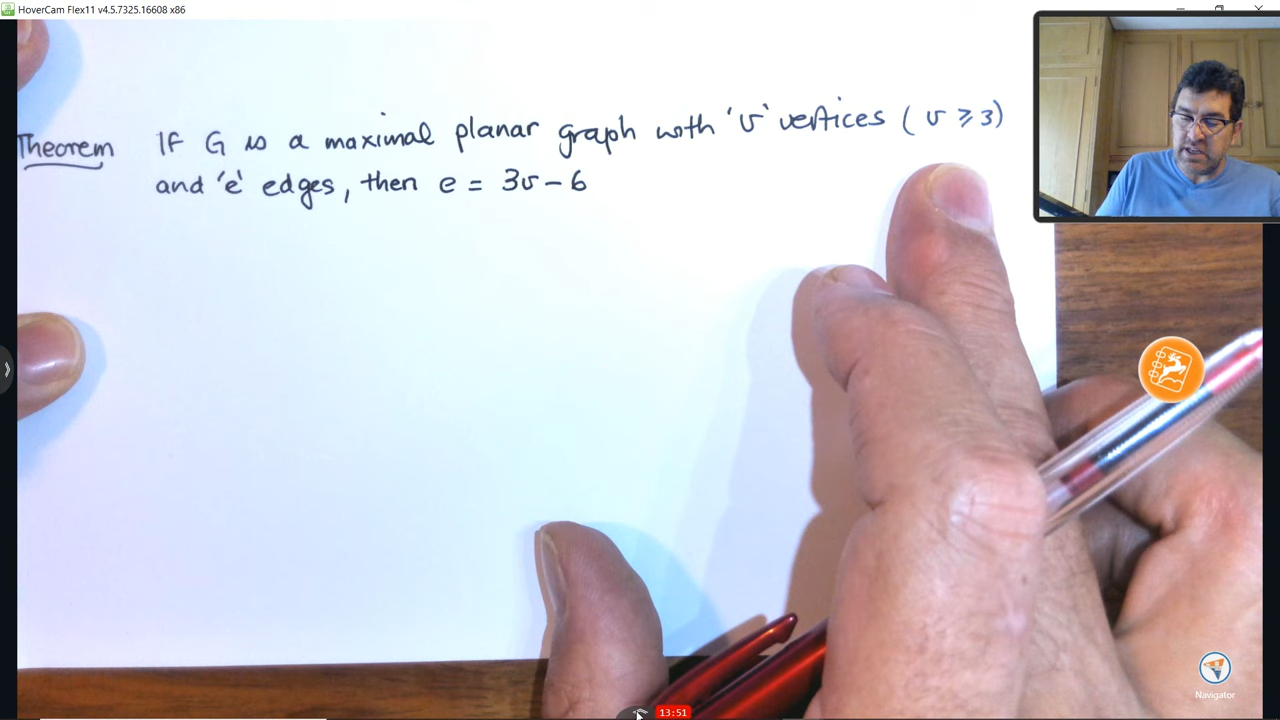 HoverCam Flex11 v4.5.7325.16608 x86
Theorem If G is a maximal planar graph with 'v' vertices ( v ⩾ 3)
and 'e' edges, then e = 3v - 6
13:51
Navigator